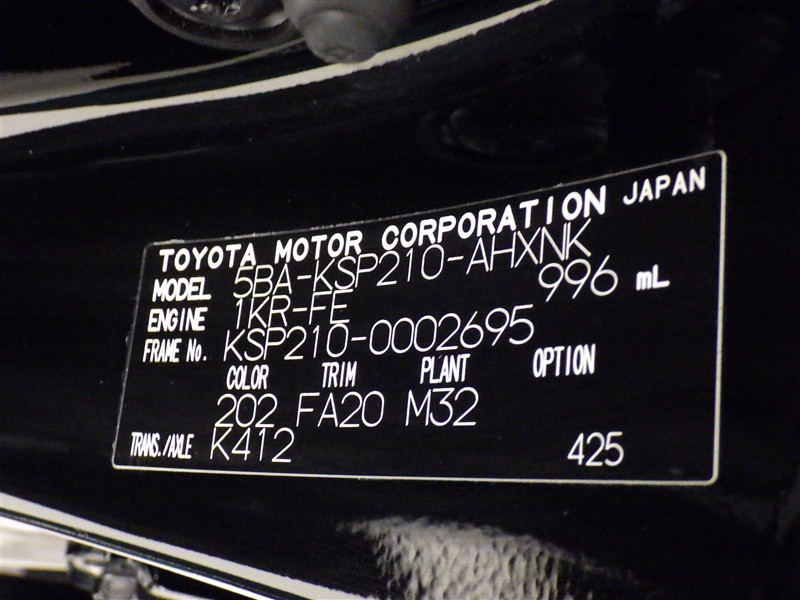 TOYOTA MOTOR CORPORATION JAPAN
MODEL 5BA-KSP210-AHXNK
ENGINE 1KR-FE 996 mL
FRAME No. KSP210-0002695
COLOR TRIM PLANT OPTION
202 FA20 M32
TRANS./AXLE K412 425